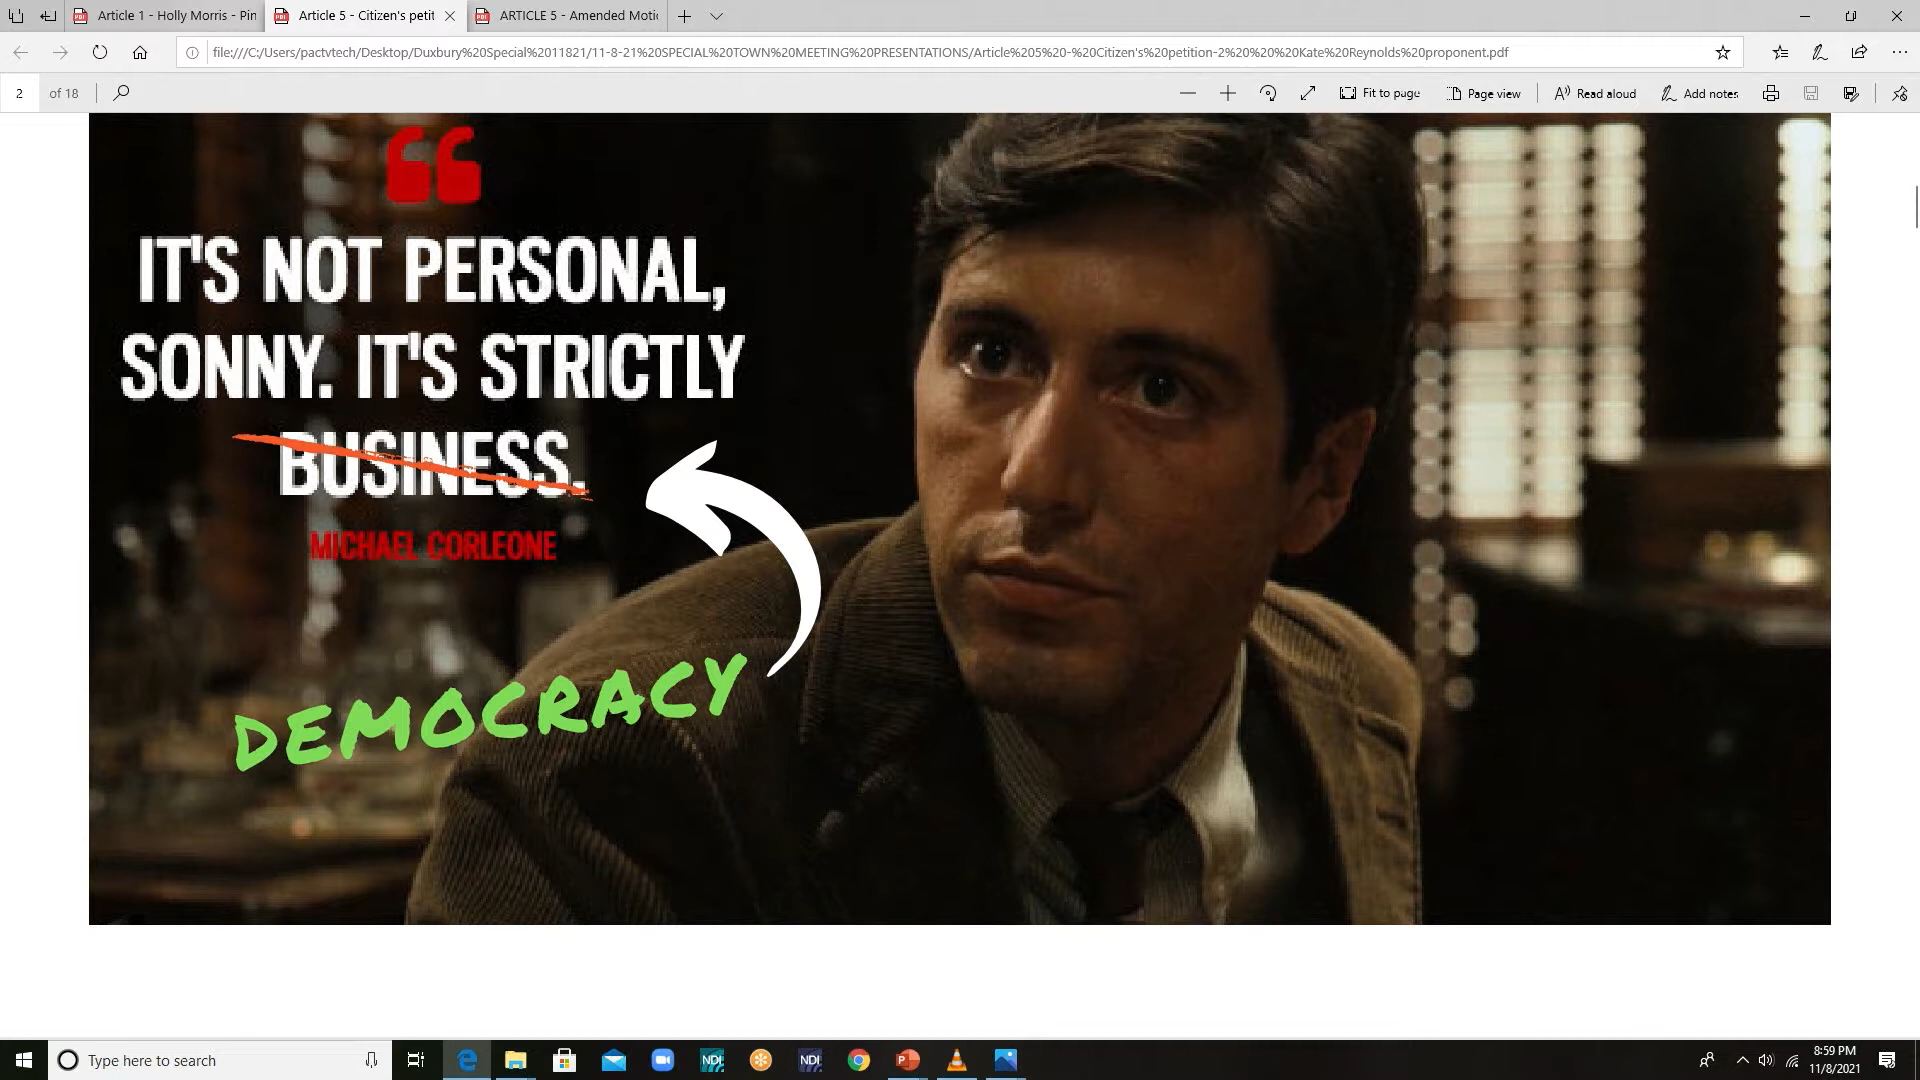 Article 1 - Holly Morris - Pin
Article 5 - Citizen's petit
ARTICLE 5 - Amended Moti
file:///C:/Users/pactvtech/Desktop/Duxbury%20Special%2011821/11-8-21%20SPECIAL%20TOWN%20MEETING%20PRESENTATIONS/Article%205%20-%20Citizen's%20petition-2%20%20%20Kate%20Reynolds%20proponent.pdf
2 of 18
Fit to page
Page view
Read aloud
Add notes
IT'S NOT PERSONAL,
SONNY. IT'S STRICTLY
BUSINESS.
MICHAEL CORLEONE
DEMOCRACY
Type here to search
NDI
NDI
8:59 PM
11/8/2021